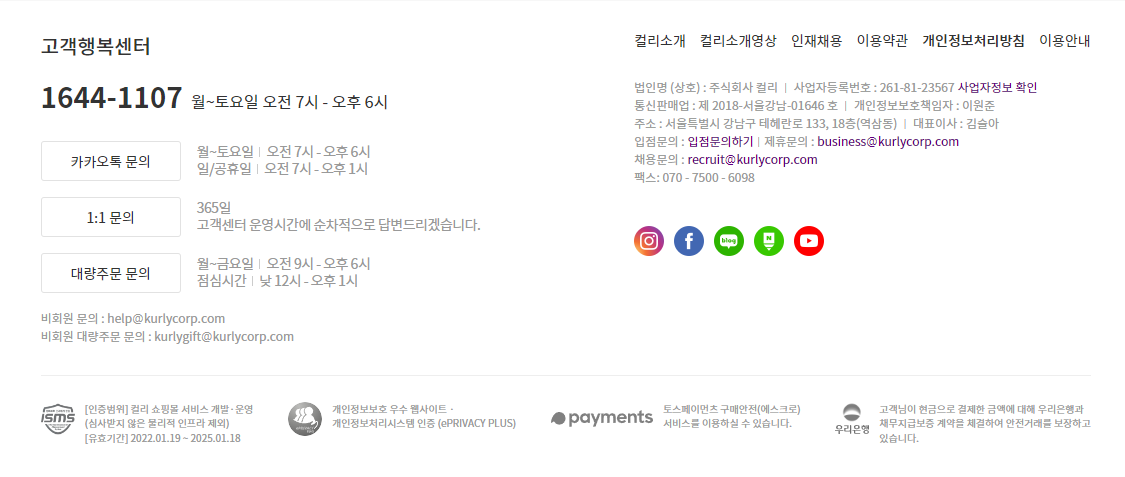 고객행복센터
1644-1107 월~토요일 오전 7시 - 오후 6시
카카오톡 문의
월~토요일 | 오전 7시 - 오후 6시
일/공휴일 | 오전 7시 - 오후 1시
1:1 문의
365일
고객센터 운영시간에 순차적으로 답변드리겠습니다.
대량주문 문의
월~금요일 | 오전 9시 - 오후 6시
점심시간 | 낮 12시 - 오후 1시
비회원 문의 : help@kurlycorp.com
비회원 대량주문 문의 : kurlygift@kurlycorp.com
컬리소개 컬리소개영상 인재채용 이용약관 개인정보처리방침 이용안내
법인명 (상호) : 주식회사 컬리 | 사업자등록번호 : 261-81-23567 사업자정보 확인
통신판매업 : 제 2018-서울강남-01646 호 | 개인정보보호책임자 : 이원준
주소 : 서울특별시 강남구 테헤란로 133, 18층(역삼동) | 대표이사 : 김슬아
입점문의 : 입점문의하기 | 제휴문의 : business@kurlycorp.com
채용문의 : recruit@kurlycorp.com
팩스: 070 - 7500 - 6098
blog
N
isms
[인증범위] 컬리 쇼핑몰 서비스 개발·운영
(심사받지 않은 물리적 인프라 제외)
[유효기간] 2022.01.19 ~ 2025.01.18
개인정보보호 우수 웹사이트 ·
개인정보처리시스템 인증 (ePRIVACY PLUS)
payments
토스페이먼츠 구매안전(에스크로)
서비스를 이용하실 수 있습니다.
우리은행
고객님이 현금으로 결제한 금액에 대해 우리은행과
채무지급보증 계약을 체결하여 안전거래를 보장하고
있습니다.